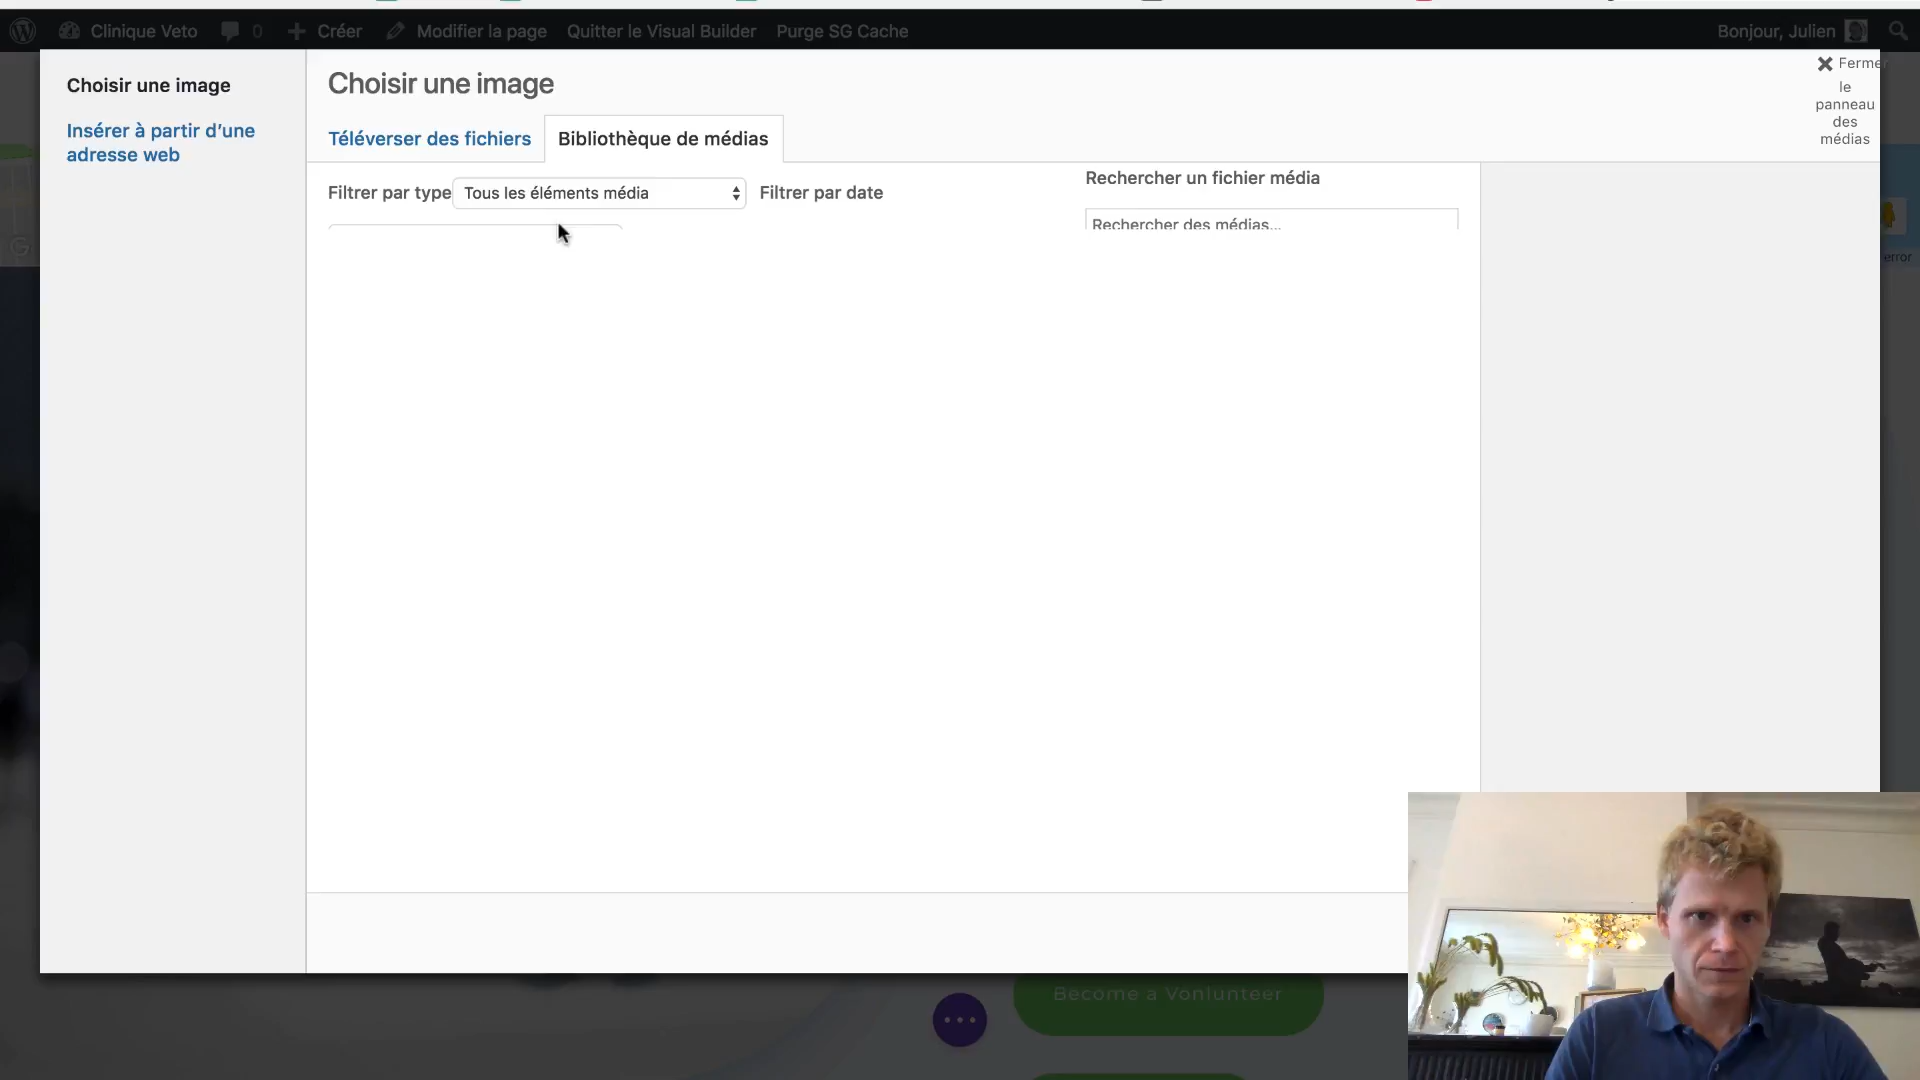 Clinique Veto
0
Créer
Modifier la page
Quitter le Visual Builder
Purge SG Cache
Bonjour, Julien
Choisir une image
Insérer à partir d’une
adresse web
Choisir une image
Fermer
le
panneau
des
médias
Téléverser des fichiers
Bibliothèque de médias
Filtrer par type
Tous les éléments média
Filtrer par date
Rechercher un fichier média
Rechercher des médias...
error
Become a Vonlunteer